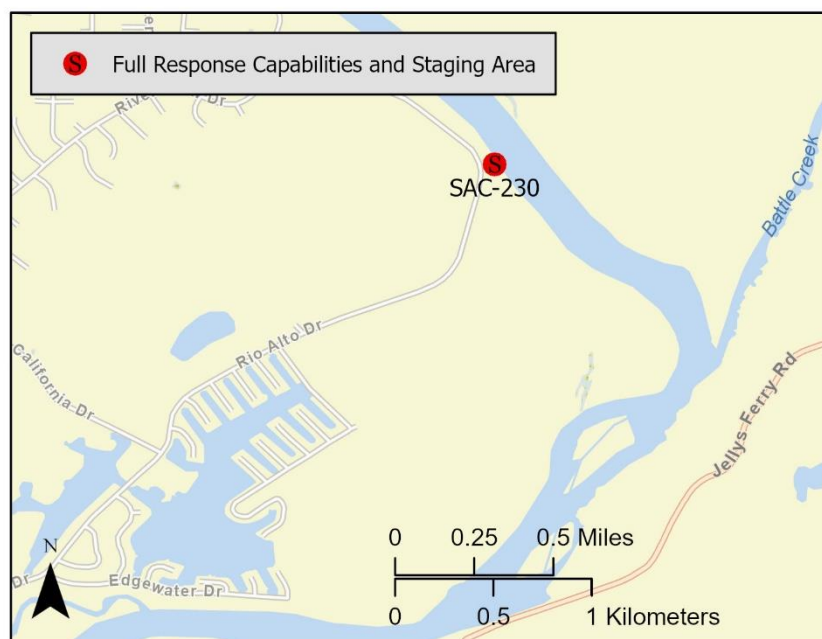 S Full Response Capabilities and Staging Area
Dr
S
SAC-230
Battle Creek
Rio Alto Dr
California Dr
Jellys Ferry Rd
N
0 0.25 0.5 Miles
Dr
Edgewater Dr
0 0.5 1 Kilometers